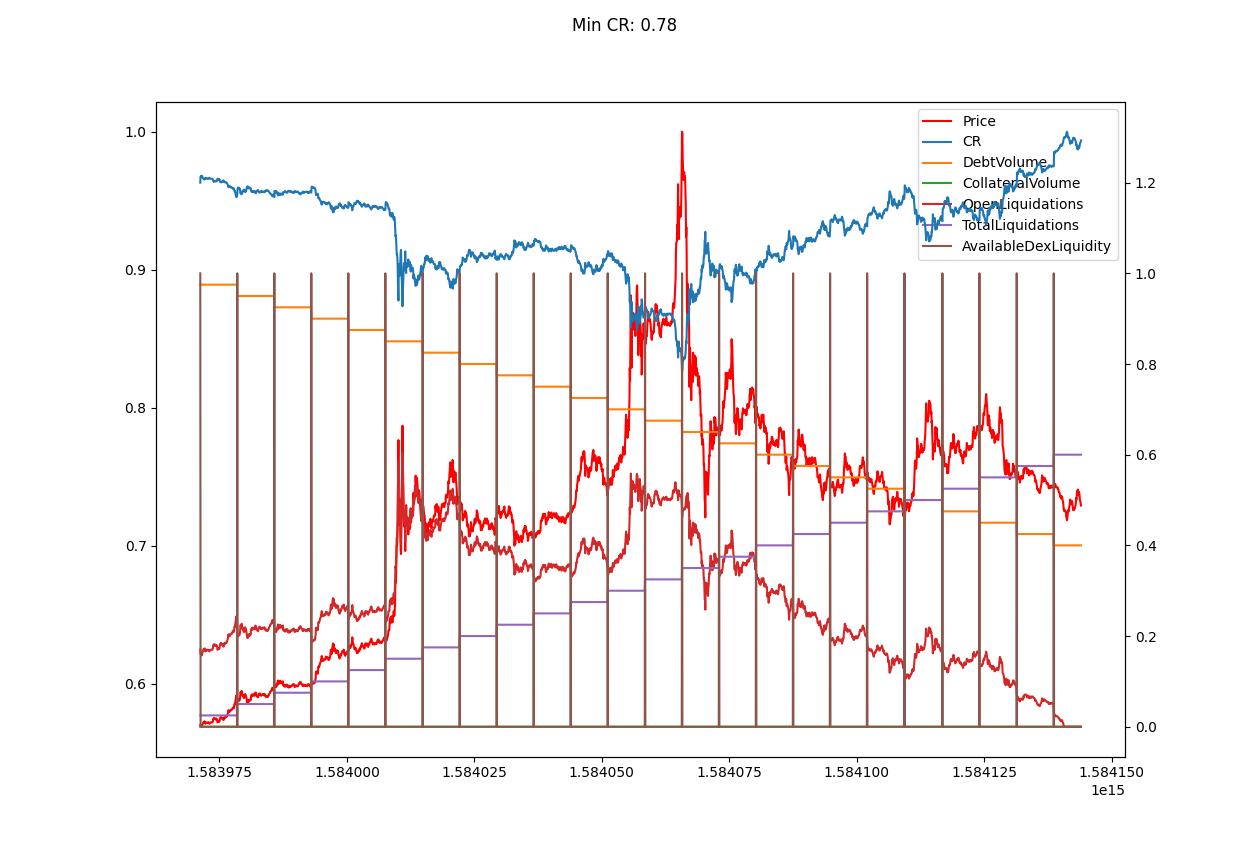 Min CR: 0.78
1.0
0.9
0.8
0.7
0.6
Price
CR
DebtVolume
CollateralVolume
OpenLiquidations
TotalLiquidations
AvailableDexLiquidity
1.2
1.0
0.8
0.6
0.4
0.2
0.0
1.583975 1.584000 1.584025 1.584050 1.584075 1.584100 1.584125 1.584150
1e15